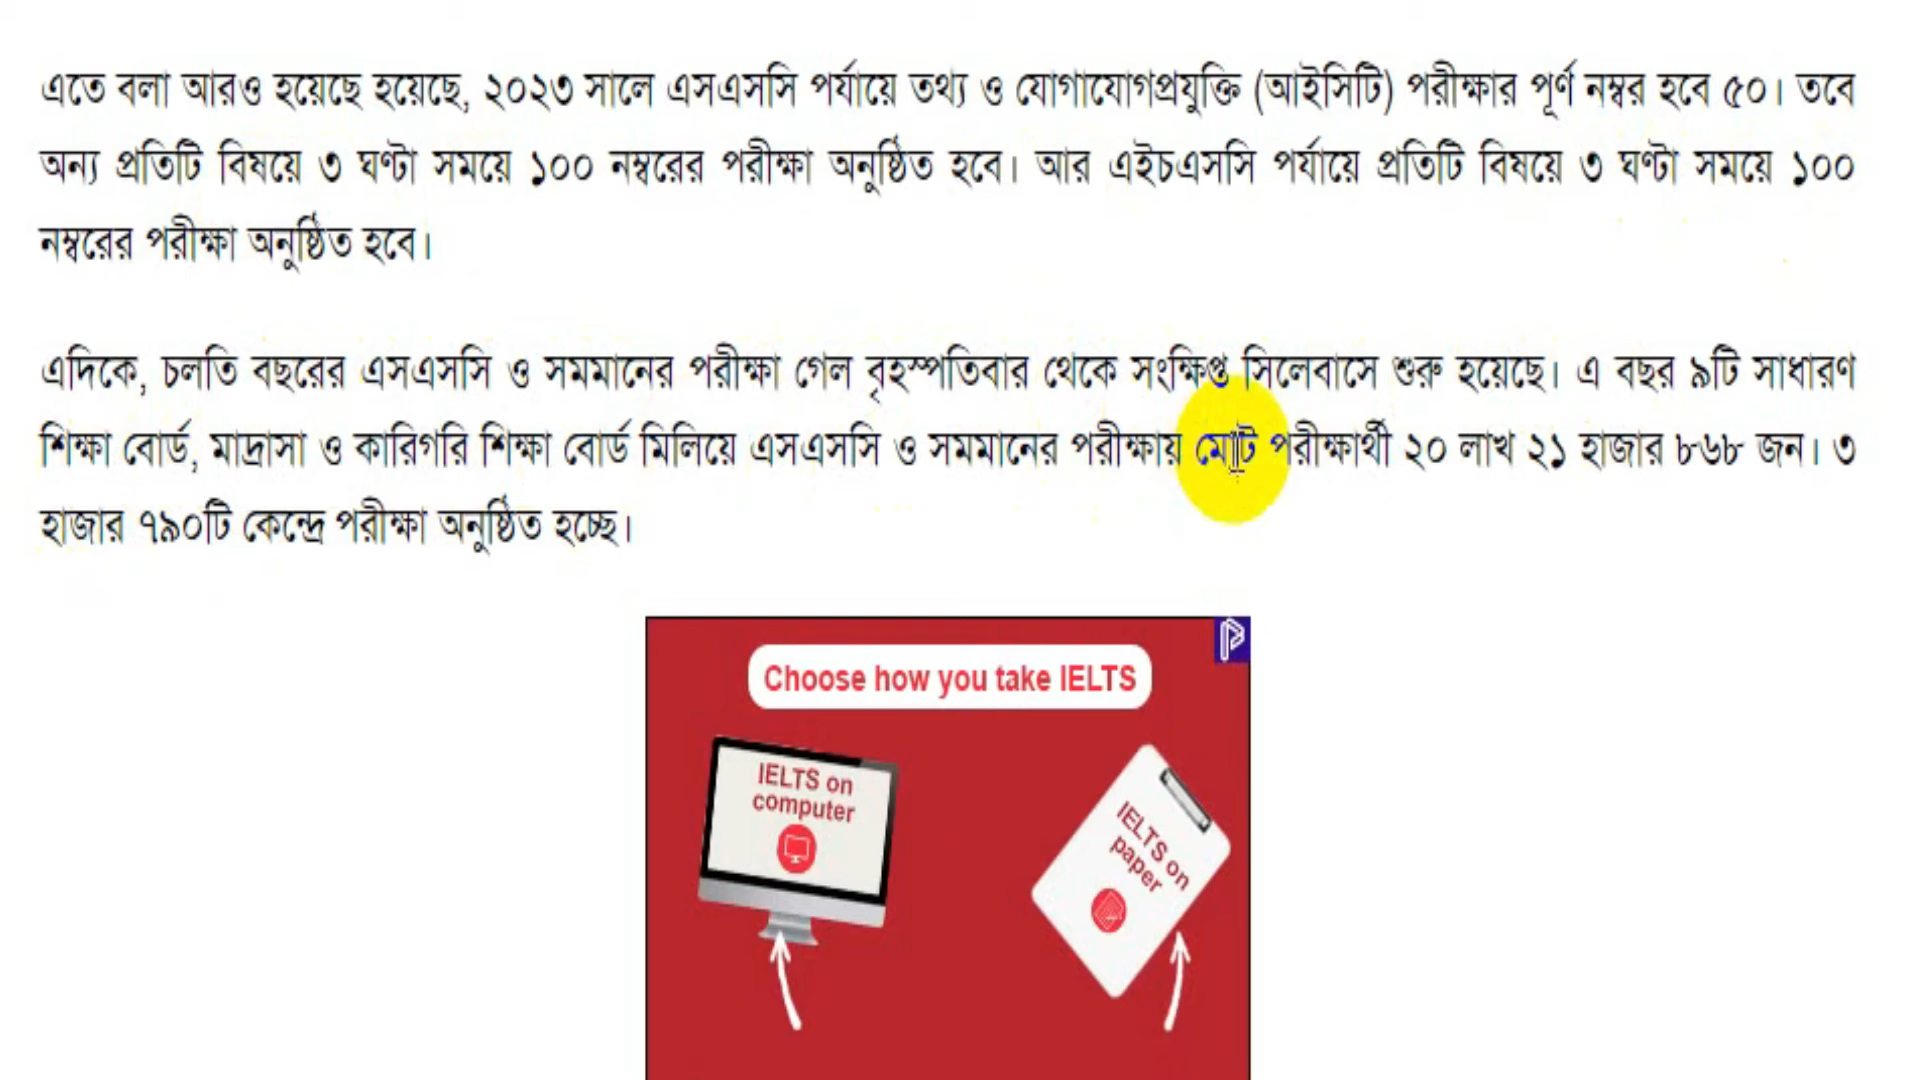 এতে বলা আরও হয়েছে হয়েছে, ২০২৩ সালে এসএসসি পর্যায়ে তথ্য ও যোগাযোগপ্রযুক্তি (আইসিটি) পরীক্ষার পূর্ণ নম্বর হবে ৫০। তবে
অন্য প্রতিটি বিষয়ে ৩ ঘণ্টা সময়ে ১০০ নম্বরের পরীক্ষা অনুষ্ঠিত হবে। আর এইচএসসি পর্যায়ে প্রতিটি বিষয়ে ৩ ঘণ্টা সময়ে ১০০
নম্বরের পরীক্ষা অনুষ্ঠিত হবে।
এদিকে, চলতি বছরের এসএসসি ও সমমানের পরীক্ষা গেল বৃহস্পতিবার থেকে সংক্ষিপ্ত সিলেবাসে শুরু হয়েছে। এ বছর ৯টি সাধারণ
শিক্ষা বোর্ড, মাদ্রাসা ও কারিগরি শিক্ষা বোর্ড মিলিয়ে এসএসসি ও সমমানের পরীক্ষায় মোট পরীক্ষার্থী ২০ লাখ ২১ হাজার ৮৬৮ জন। ৩
হাজার ৭৯০টি কেন্দ্রে পরীক্ষা অনুষ্ঠিত হচ্ছে।
Choose how you take IELTS
IELTS on
computer
IELTS on
paper